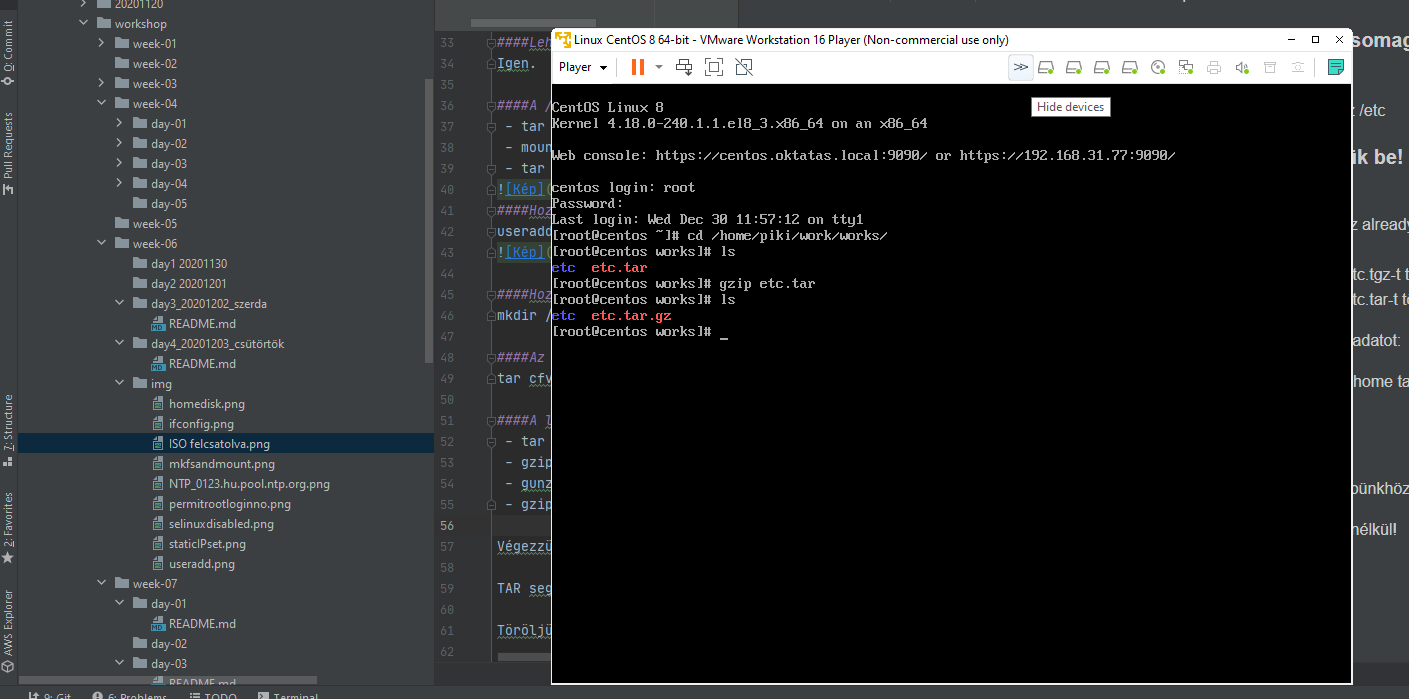 0: Commit
Pull Requests
7: Structure
2: Favorites
AWS Explorer
20201120
workshop
week-01
week-02
week-03
week-04
day-01
day-02
day-03
day-04
day-05
week-05
week-06
day1 20201130
day2 20201201
day3_20201202_szerda
README.md
day4_20201203_csütörtök
README.md
img
homedisk.png
ifconfig.png
ISO felcsatolva.png
mkfsandmount.png
NTP_0123.hu.pool.ntp.org.png
permitrootloginno.png
selinuxdisabled.png
staticIPset.png
useradd.png
week-07
day-01
README.md
day-02
day-03
README.md
9: Git
6: Problems
TODO
Terminal
33 ####Leh
34 Igen.
35
36 ####A /
37 - tar
38 - moun
39 - tar
40 ![Kép](
41 ####Hoz
42 useradd
43 ![Kép](
44
45 ####Hoz
46 mkdir /
47
48 ####Az
49 tar cfv
50
51 ####A l
52 - tar
53 - gzip
54 - gunz
55 - gzip
56
57 Végezzü
58
59 TAR seg
60
61 Töröljü
62
Linux CentOS 8 64-bit - VMware Workstation 16 Player (Non-commercial use only)
Player
Hide devices
CentOS Linux 8
Kernel 4.18.0-240.1.1.el8_3.x86_64 on an x86_64
Web console: https://centos.oktatas.local:9090/ or https://192.168.31.77:9090/
centos login: root
Password:
Last login: Wed Dec 30 11:57:12 on tty1
[root@centos ~]# cd /home/piki/work/works/
[root@centos works]# ls
etc etc.tar
[root@centos works]# gzip etc.tar
[root@centos works]# ls
etc etc.tar.gz
[root@centos works]# _
somag
/etc
ik be!
z already
tc.tgz-t t
tc.tar-t t
adatot:
home ta
pünkhöz
nélkül!